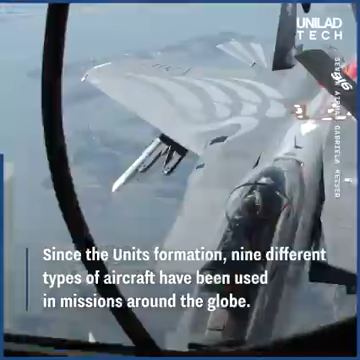 UNILAD
TECH
Since the Units formation, nine different
types of aircraft have been used
in missions around the globe.